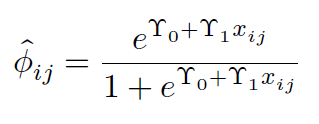 \hat{\phi}_{ij} = \frac{e^{\Upsilon_0 + \Upsilon_1 x_{ij}}}{1 + e^{\Upsilon_0 + \Upsilon_1 x_{ij}}}